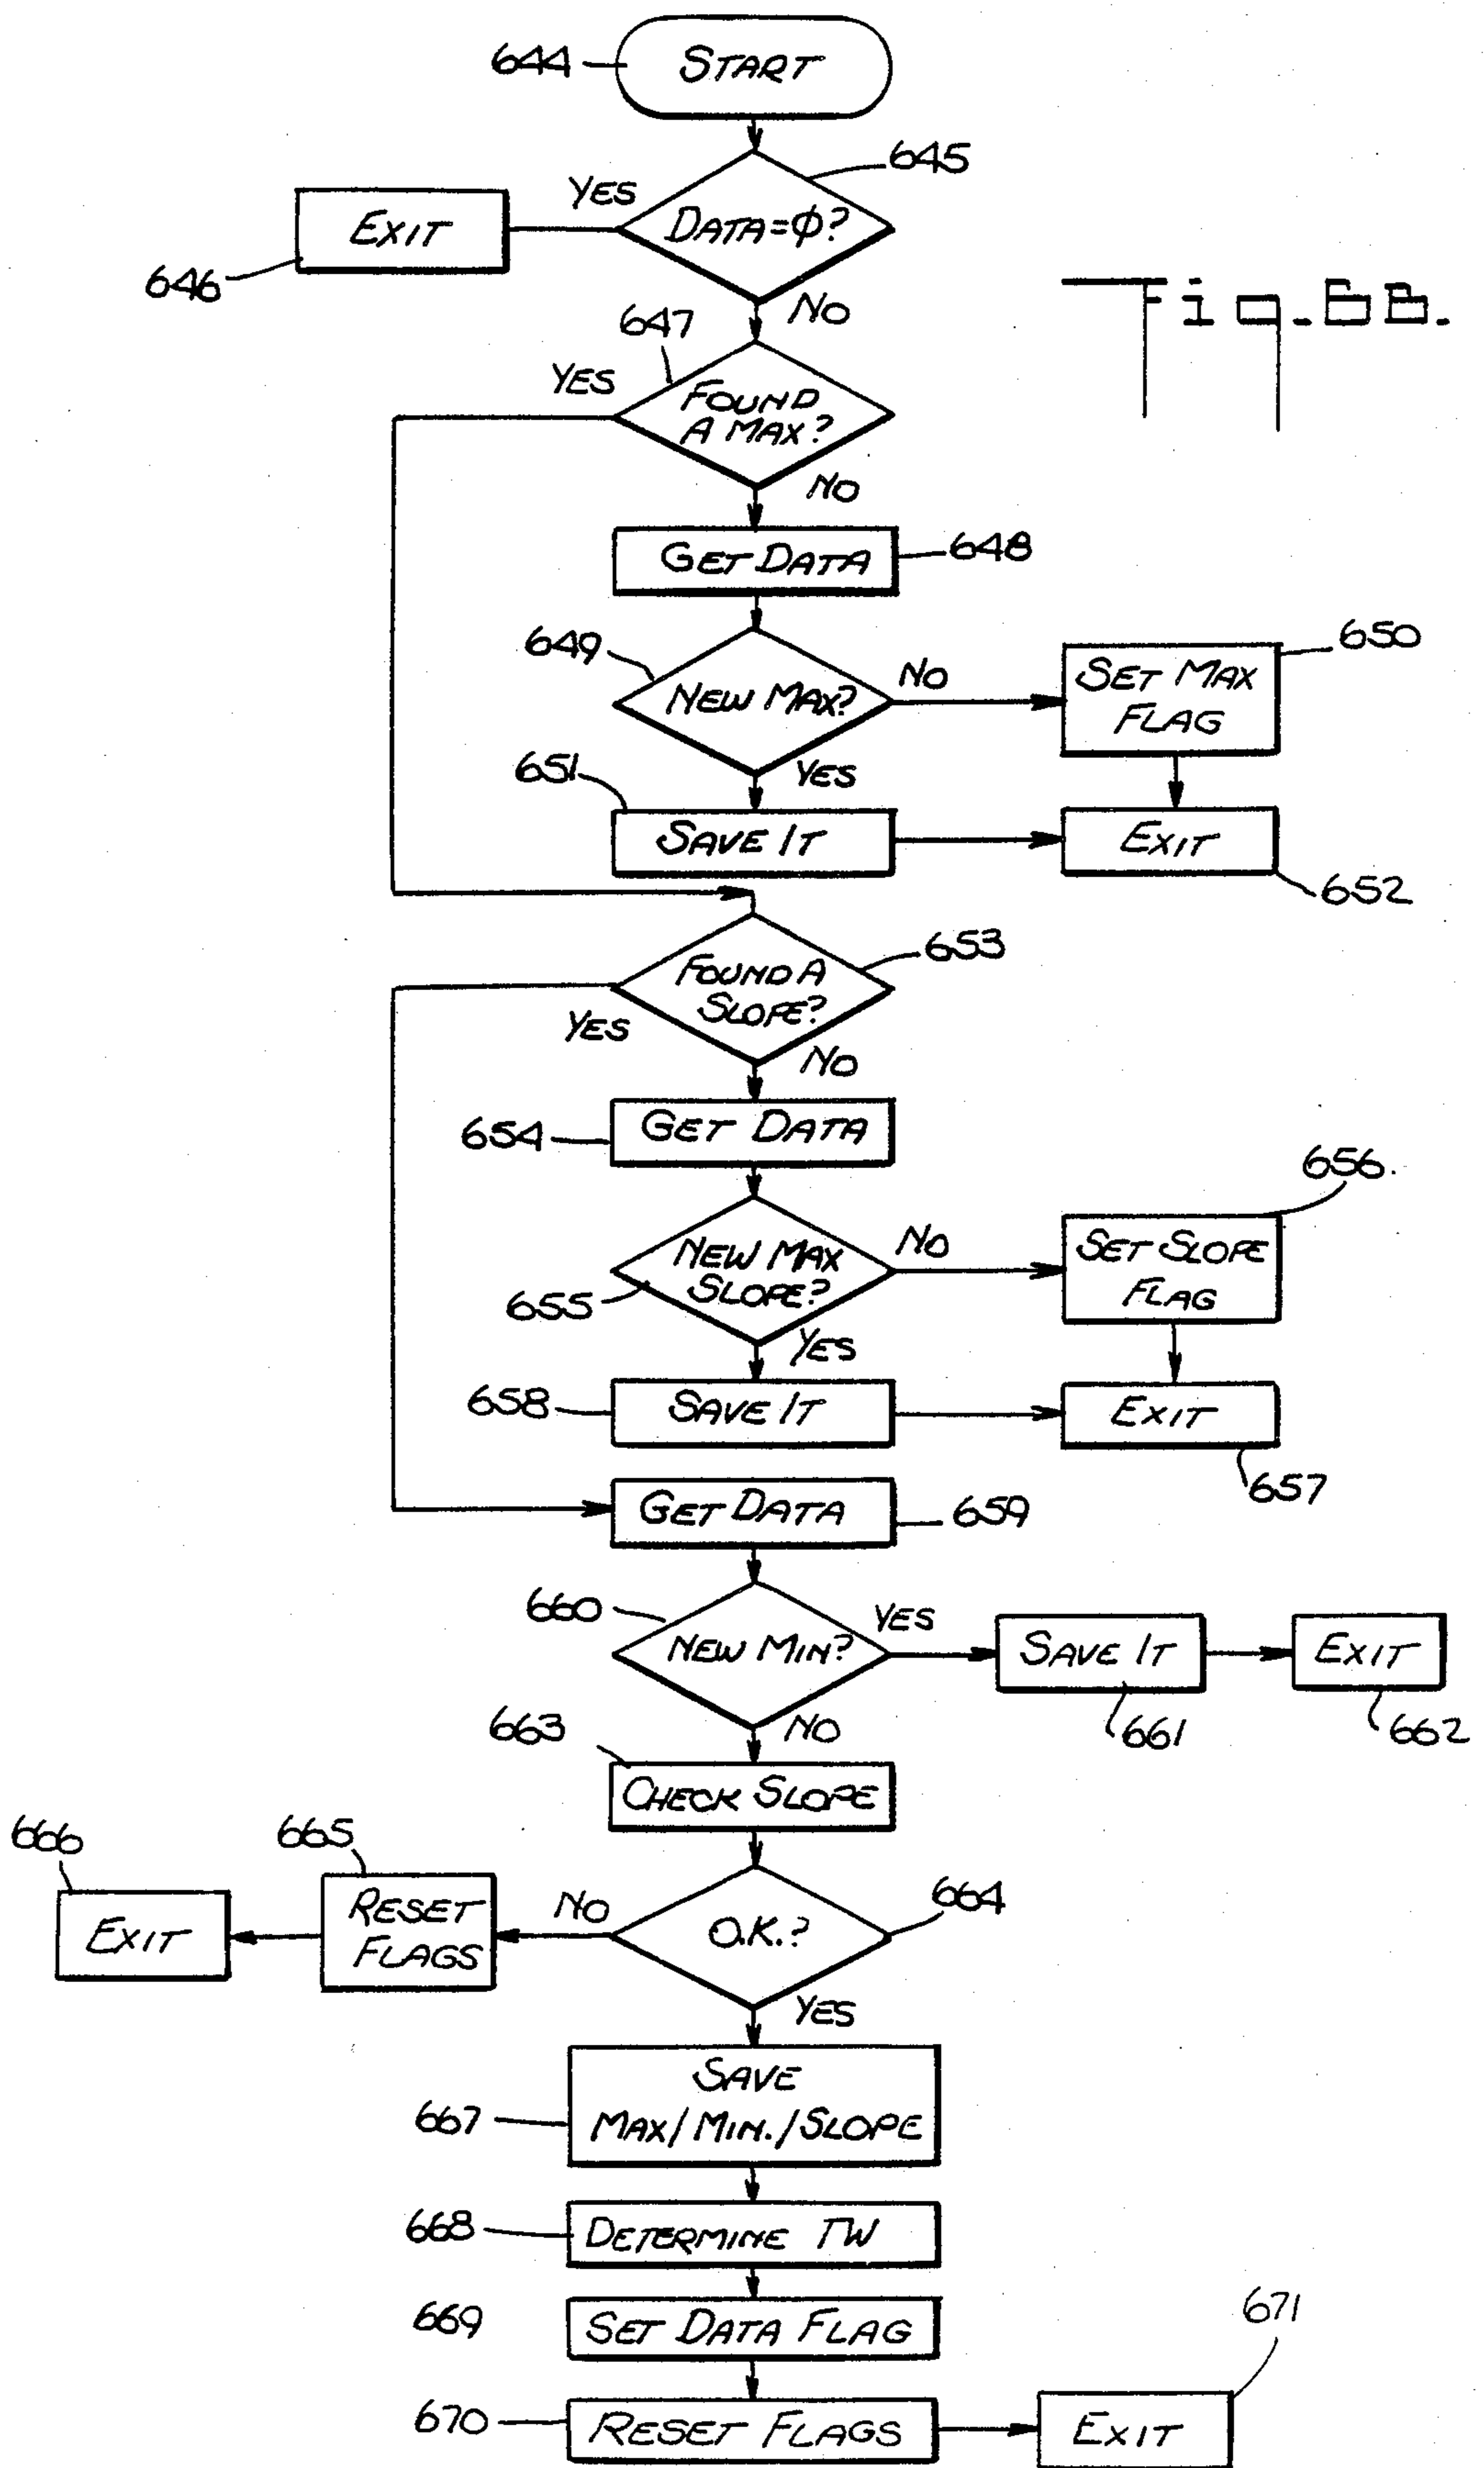 644
START
645
YES
DATA=Ø?
EXIT
646
NO
Fig. 6B.
647
YES
FOUND
A MAX?
NO
GET DATA
648
649
NEW MAX?
NO
SET MAX
FLAG
650
651
YES
SAVE IT
EXIT
652
FOUND A
SLOPE?
653
YES
NO
654
GET DATA
656.
NEW MAX
SLOPE?
NO
SET SLOPE
FLAG
655
YES
658
SAVE IT
EXIT
657
GET DATA
659
660
NEW MIN?
YES
SAVE IT
EXIT
661
662
663
NO
CHECK SLOPE
666
665
EXIT
RESET
FLAGS
NO
O.K.?
664
YES
667
SAVE
MAX/MIN./SLOPE
668
DETERMINE TW
669
SET DATA FLAG
671
670
RESET FLAGS
EXIT